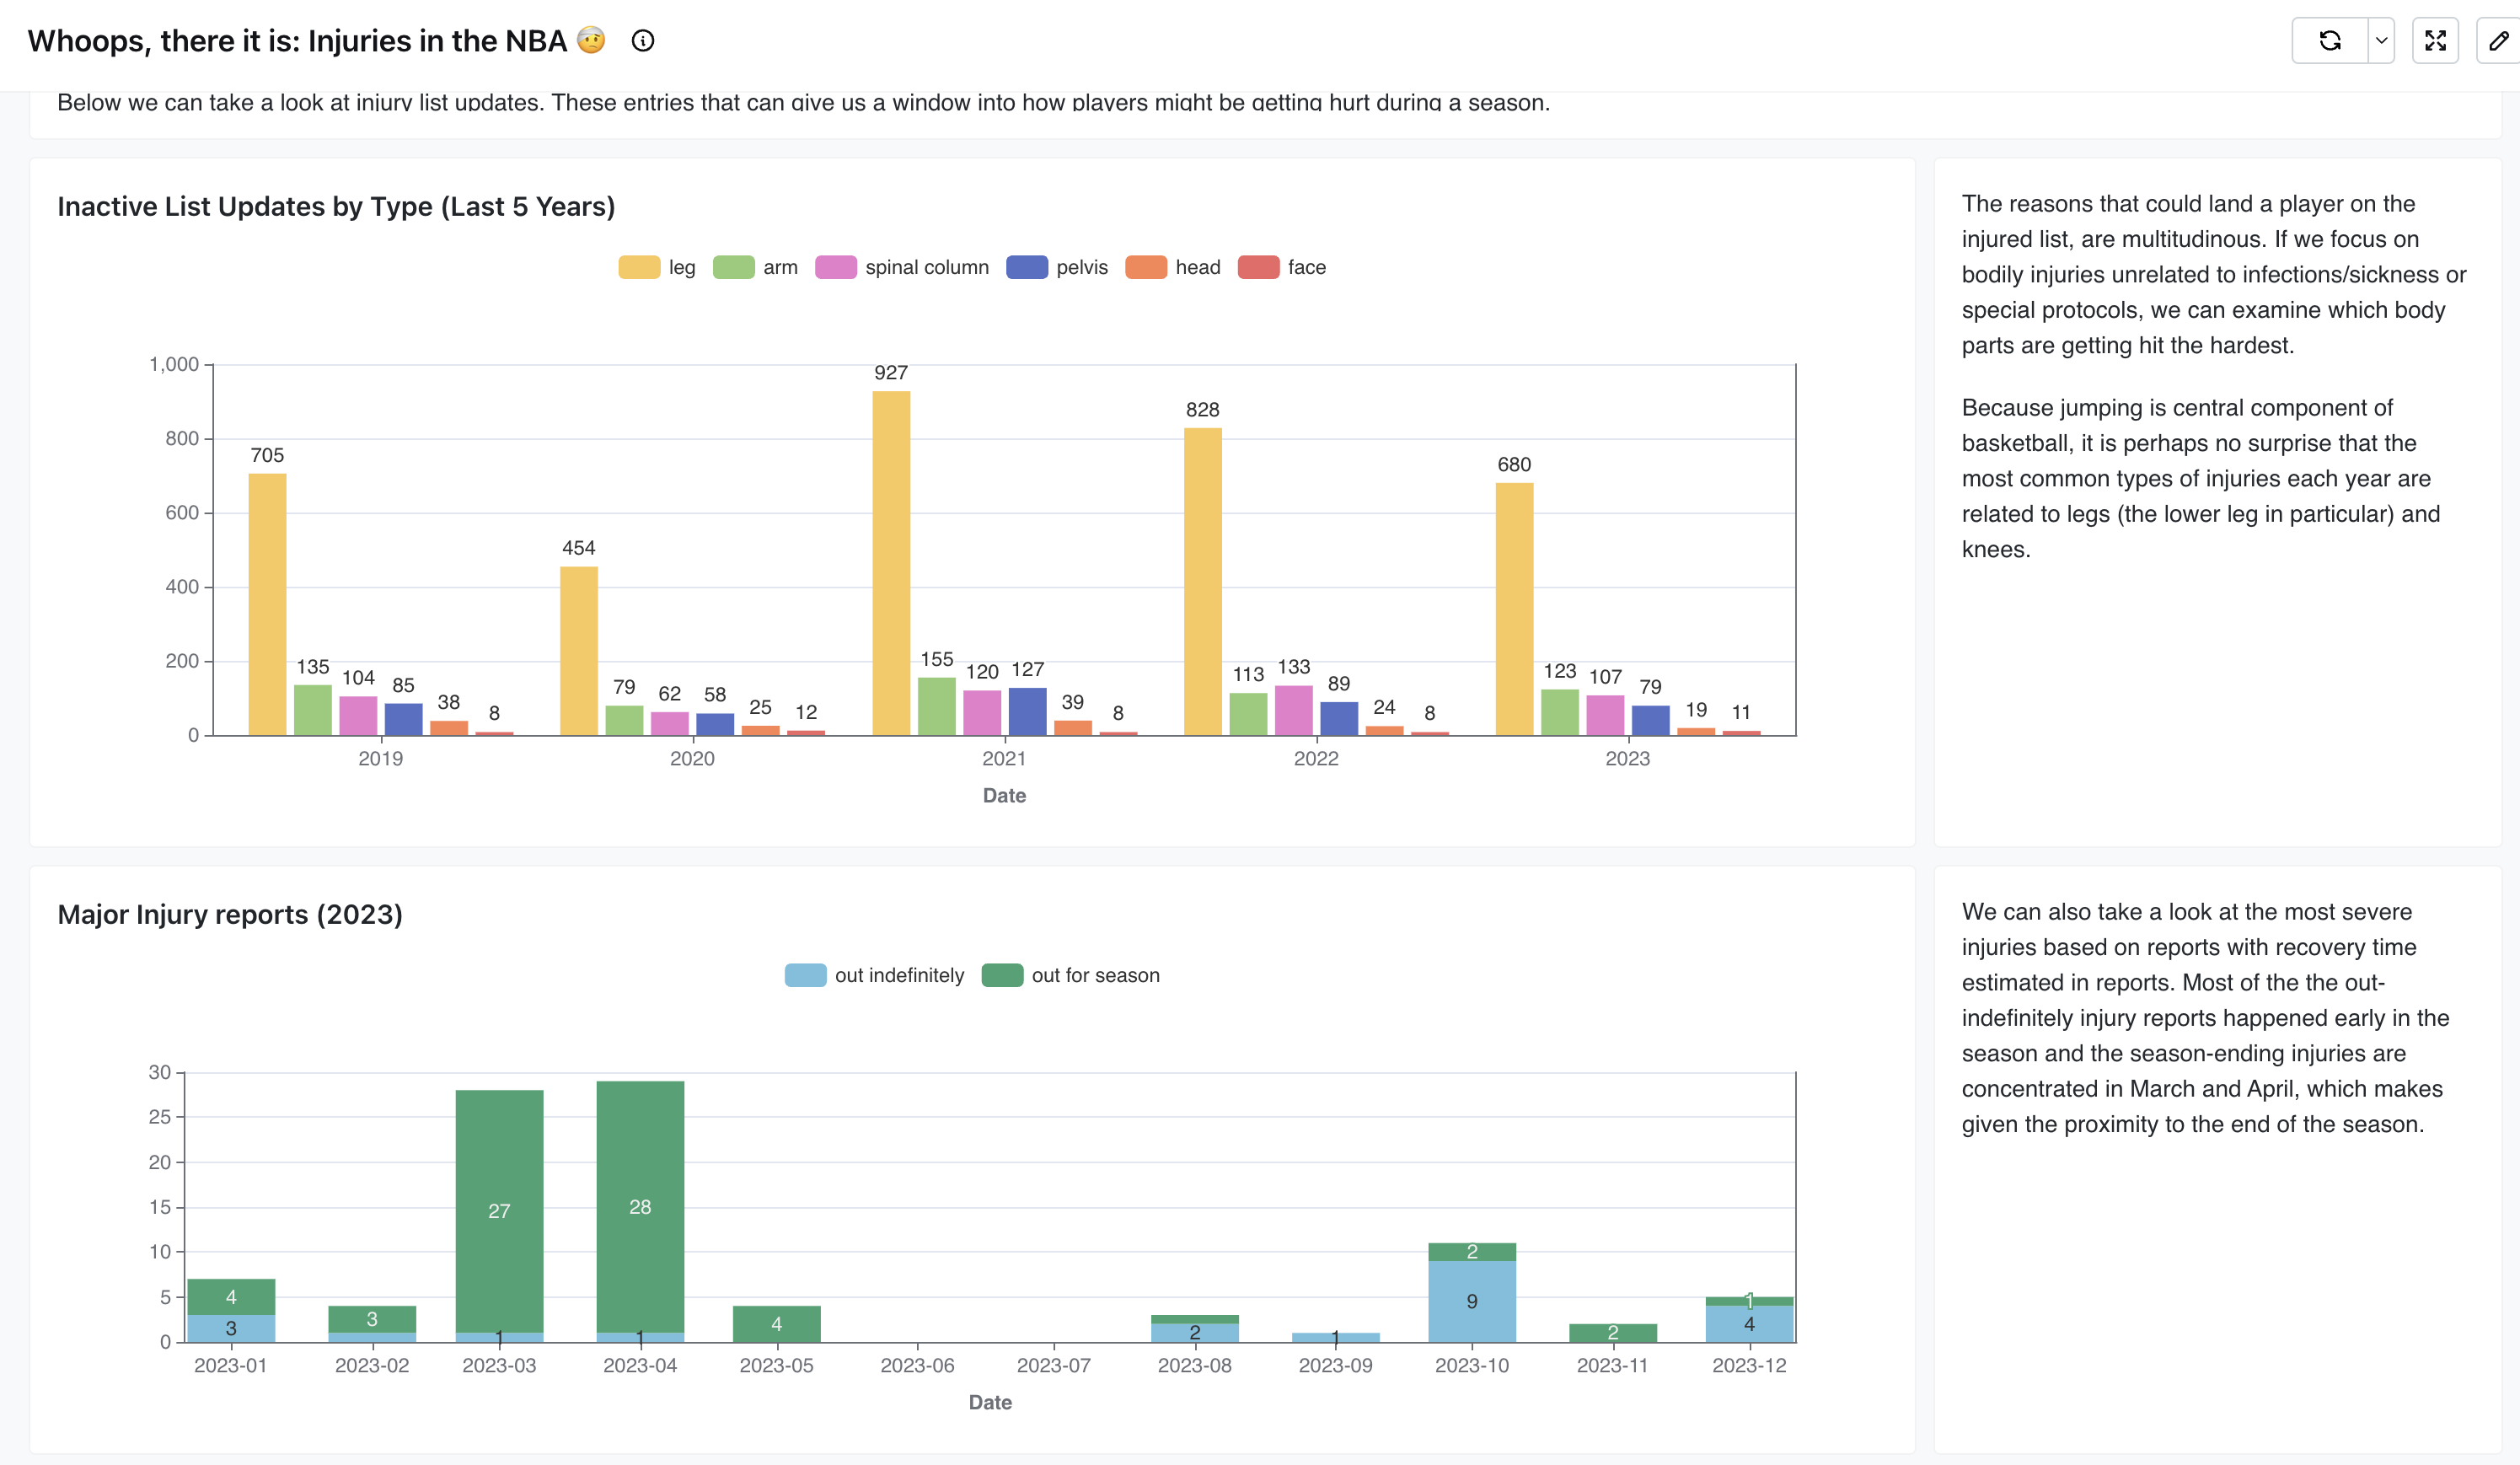 Whoops, there it is: Injuries in the NBA 🤕
Below we can take a look at injury list updates. These entries that can give us a window into how players might be getting hurt during a season.
Inactive List Updates by Type (Last 5 Years)
leg arm spinal column pelvis head face
1,000
800
600
400
200
0
705 135 104 85 38 8
454 79 62 58 25 12
927 155 120 127 39 8
828 113 133 89 24 8
680 123 107 79 19 11
2019 2020 2021 2022 2023
Date
The reasons that could land a player on the
injured list, are multitudinous. If we focus on
bodily injuries unrelated to infections/sickness or
special protocols, we can examine which body
parts are getting hit the hardest.
Because jumping is central component of
basketball, it is perhaps no surprise that the
most common types of injuries each year are
related to legs (the lower leg in particular) and
knees.
Major Injury reports (2023)
out indefinitely out for season
30
25
20
15
10
5
0
4 3 27 28 4 2 2 1
3 1 1 2 1 9 4
2023-01 2023-02 2023-03 2023-04 2023-05 2023-06 2023-07 2023-08 2023-09 2023-10 2023-11 2023-12
Date
We can also take a look at the most severe
injuries based on reports with recovery time
estimated in reports. Most of the the out-
indefinitely injury reports happened early in the
season and the season-ending injuries are
concentrated in March and April, which makes
given the proximity to the end of the season.